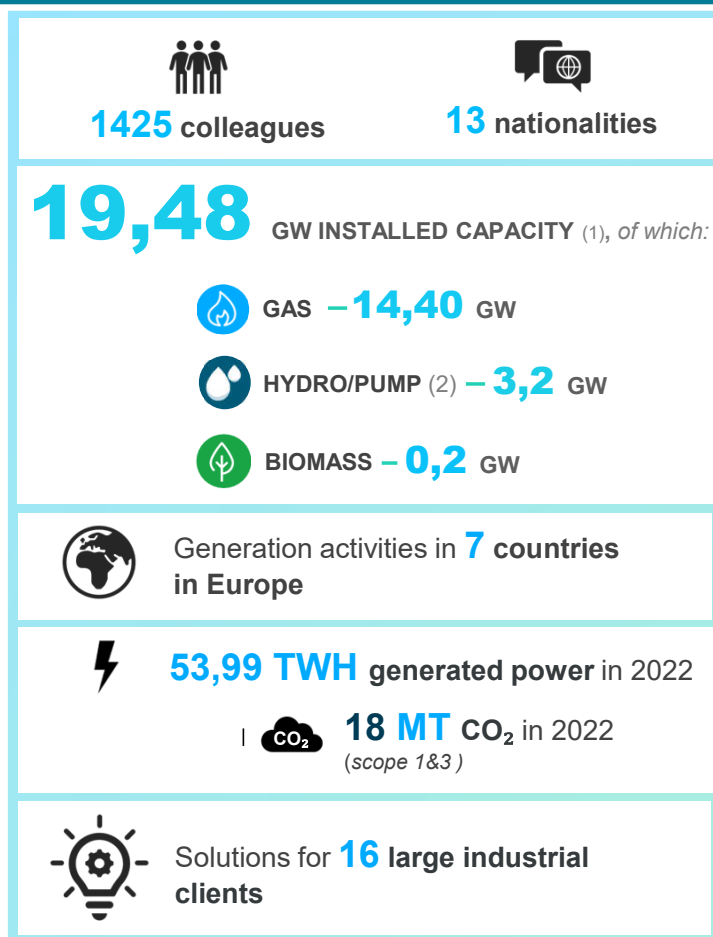 1425 colleagues
13 nationalities
19,48 GW INSTALLED CAPACITY (1), of which:
GAS – 14,40 GW
HYDRO/PUMP (2) – 3,2 GW
BIOMASS – 0,2 GW
Generation activities in 7 countries
in Europe
53,99 TWH generated power in 2022
| CO₂ 18 MT CO₂ in 2022
(scope 1&3 )
Solutions for 16 large industrial
clients